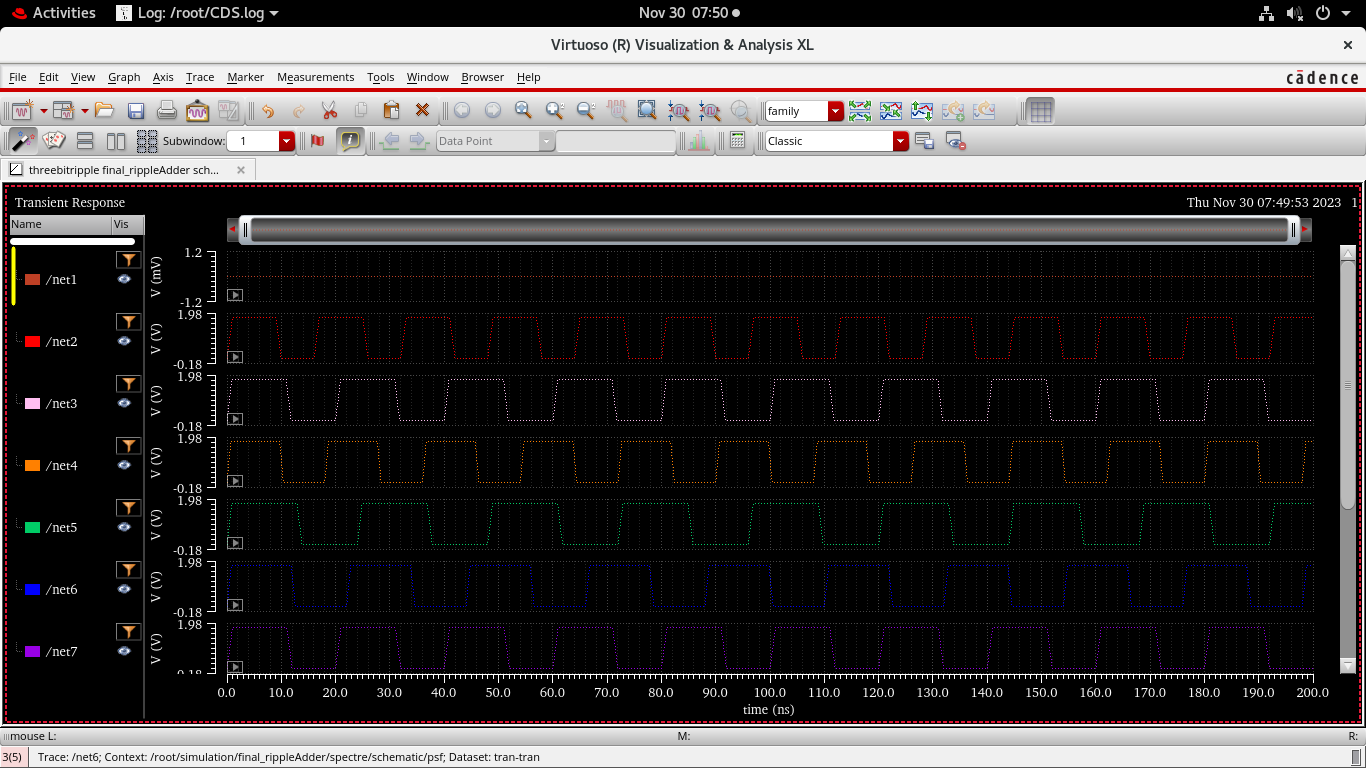 Activities Log: /root/CDS.log Nov 30 07:50
Virtuoso (R) Visualization & Analysis XL
File Edit View Graph Axis Trace Marker Measurements Tools Window Browser Help cādence
family
Subwindow: 1 Data Point Classic
threebitripple final_rippleAdder sch...
Transient Response Thu Nov 30 07:49:53 2023 1
Name Vis
/net1 V (mV) 1.2 -1.2
/net2 V (V) 1.98 -0.18
/net3 V (V) 1.98 -0.18
/net4 V (V) 1.98 -0.18
/net5 V (V) 1.98 -0.18
/net6 V (V) 1.98 -0.18
/net7 V (V) 1.98 -0.18
0.0 10.0 20.0 30.0 40.0 50.0 60.0 70.0 80.0 90.0 100.0 110.0 120.0 130.0 140.0 150.0 160.0 170.0 180.0 190.0 200.0
time (ns)
mouse L: M: R:
3(5) Trace: /net6; Context: /root/simulation/final_rippleAdder/spectre/schematic/psf; Dataset: tran-tran